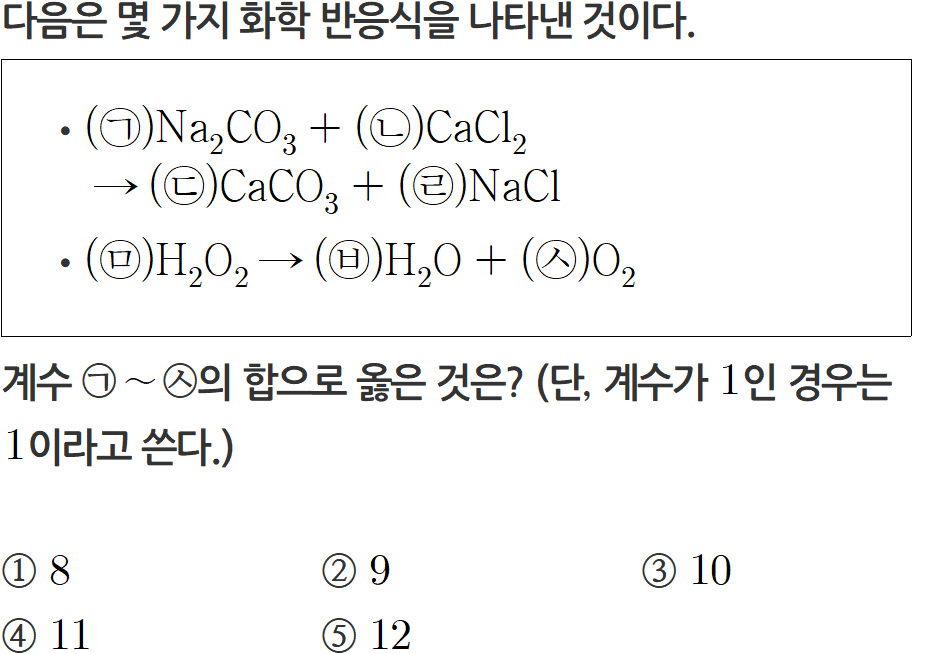 다음은 몇 가지 화학 반응식을 나타낸 것이다.
• (㉠)Na₂CO₃ + (㉡)CaCl₂
→ (㉢)CaCO₃ + (㉣)NaCl
• (㉤)H₂O₂ → (㉥)H₂O + (㉦)O₂
계수 ㉠ ~ ㉦의 합으로 옳은 것은? (단, 계수가 1인 경우는
1이라고 쓴다.)
① 8 ② 9 ③ 10
④ 11 ⑤ 12